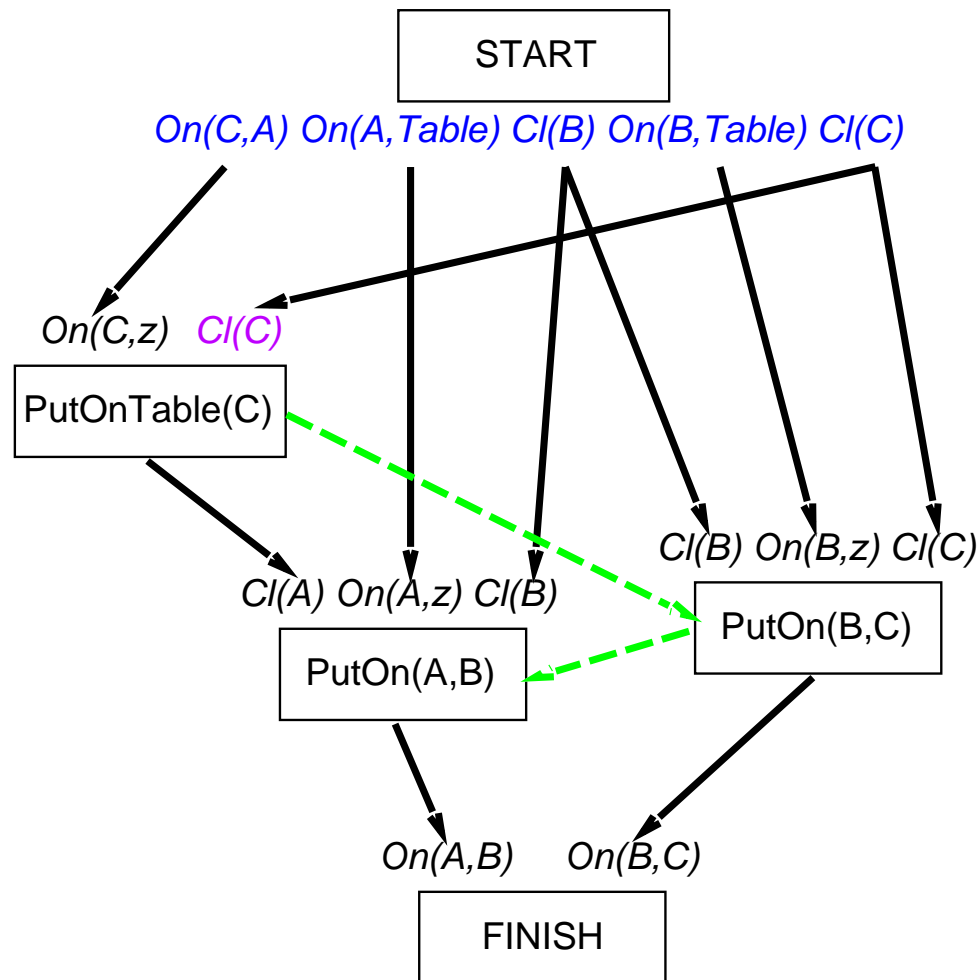 START
On(C,A) On(A,Table) Cl(B) On(B,Table) Cl(C)
On(C,z) Cl(C)
PutOnTable(C)
Cl(B) On(B,z) Cl(C)
Cl(A) On(A,z) Cl(B)
PutOn(B,C)
PutOn(A,B)
On(A,B) On(B,C)
FINISH